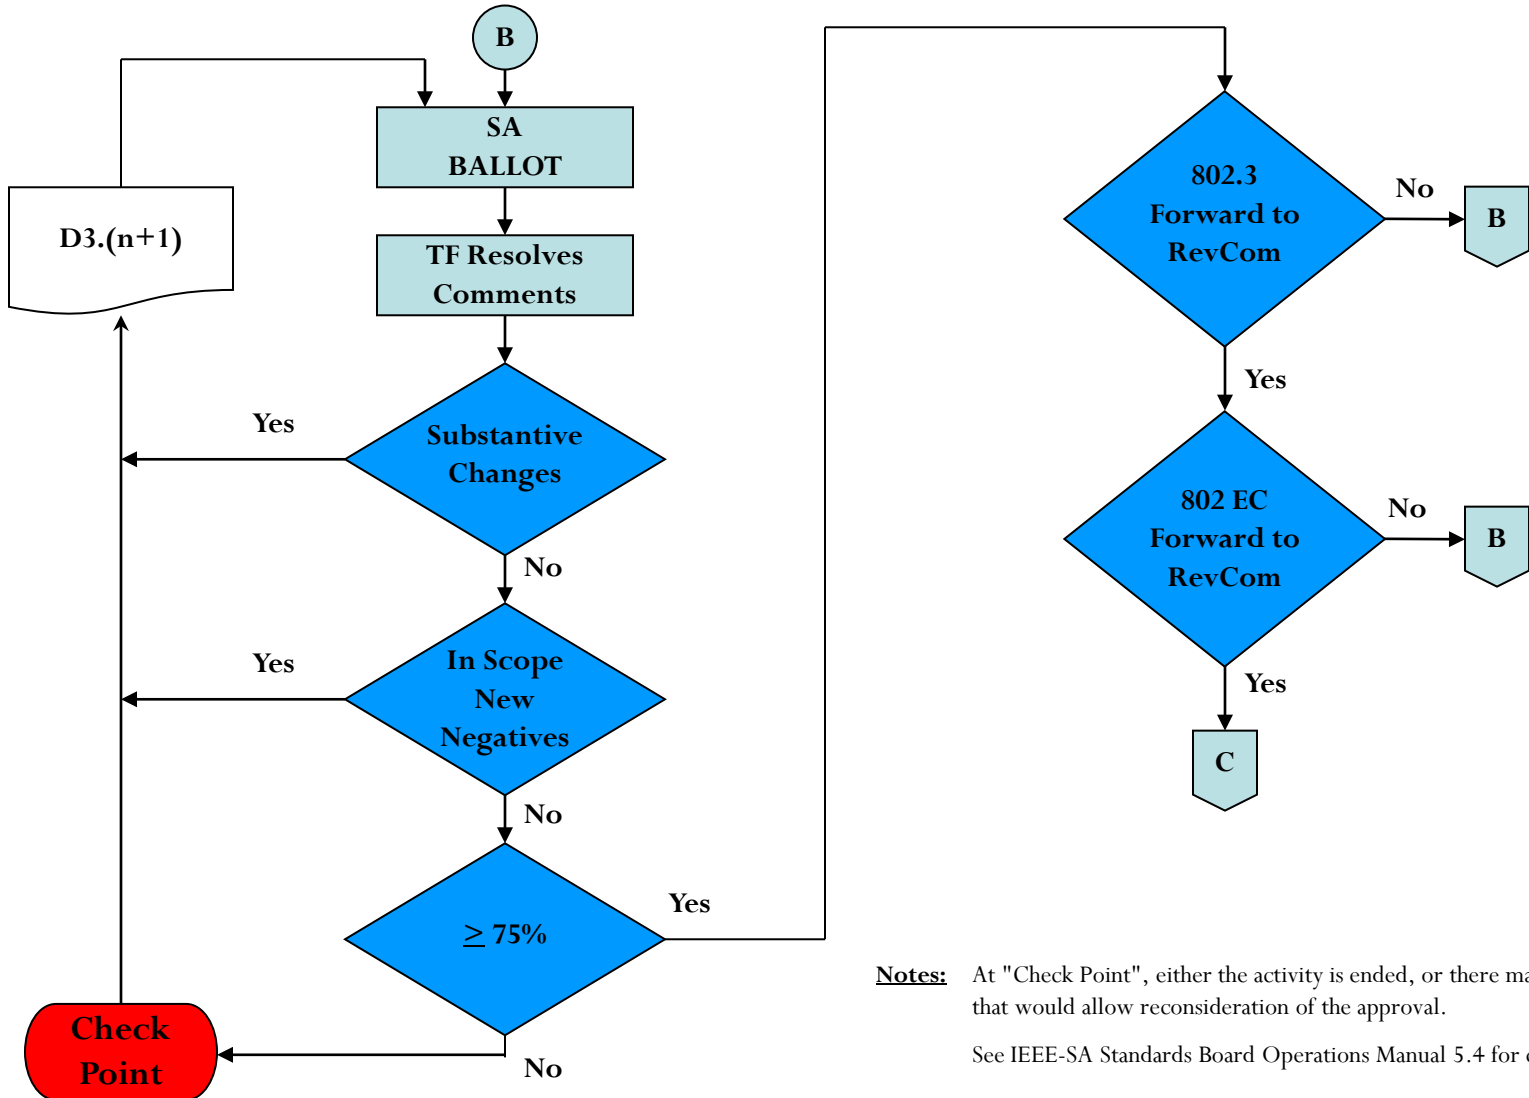 B
SA
BALLOT
D3.(n+1)
TF Resolves
Comments
Yes
Substantive
Changes
No
Yes
In Scope
New
Negatives
No
≥ 75%
Yes
No
Check
Point
802.3
Forward to
RevCom
No
B
Yes
802 EC
Forward to
RevCom
No
B
Yes
C
Notes: At "Check Point", either the activity is ended, or there
that would allow reconsideration of the approval.
See IEEE-SA Standards Board Operations Manual 5.4 for